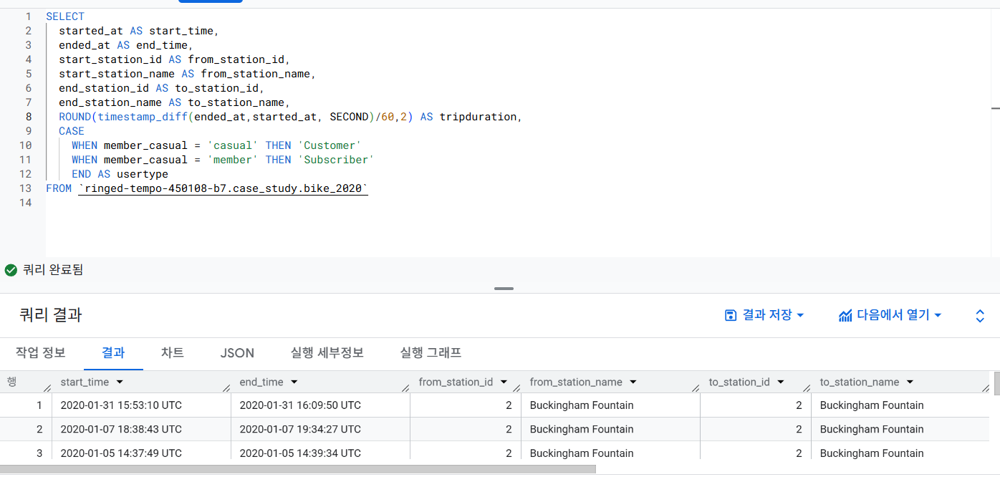 1 SELECT
2 started_at AS start_time,
3 ended_at AS end_time,
4 start_station_id AS from_station_id,
5 start_station_name AS from_station_name,
6 end_station_id AS to_station_id,
7 end_station_name AS to_station_name,
8 ROUND(timestamp_diff(ended_at,started_at, SECOND)/60,2) AS tripduration,
9 CASE
10 WHEN member_casual = 'casual' THEN 'Customer'
11 WHEN member_casual = 'member' THEN 'Subscriber'
12 END AS usertype
13 FROM `ringed-tempo-450108-b7.case_study.bike_2020`
14
쿼리 완료됨
쿼리 결과 결과 저장 다음에서 열기
작업 정보 결과 차트 JSON 실행 세부정보 실행 그래프
행 start_time end_time from_station_id from_station_name to_station_id to_station_name
1 2020-01-31 15:53:10 UTC 2020-01-31 16:09:50 UTC 2 Buckingham Fountain 2 Buckingham Fountain
2 2020-01-07 18:38:43 UTC 2020-01-07 19:34:27 UTC 2 Buckingham Fountain 2 Buckingham Fountain
3 2020-01-05 14:37:49 UTC 2020-01-05 14:39:34 UTC 2 Buckingham Fountain 2 Buckingham Fountain